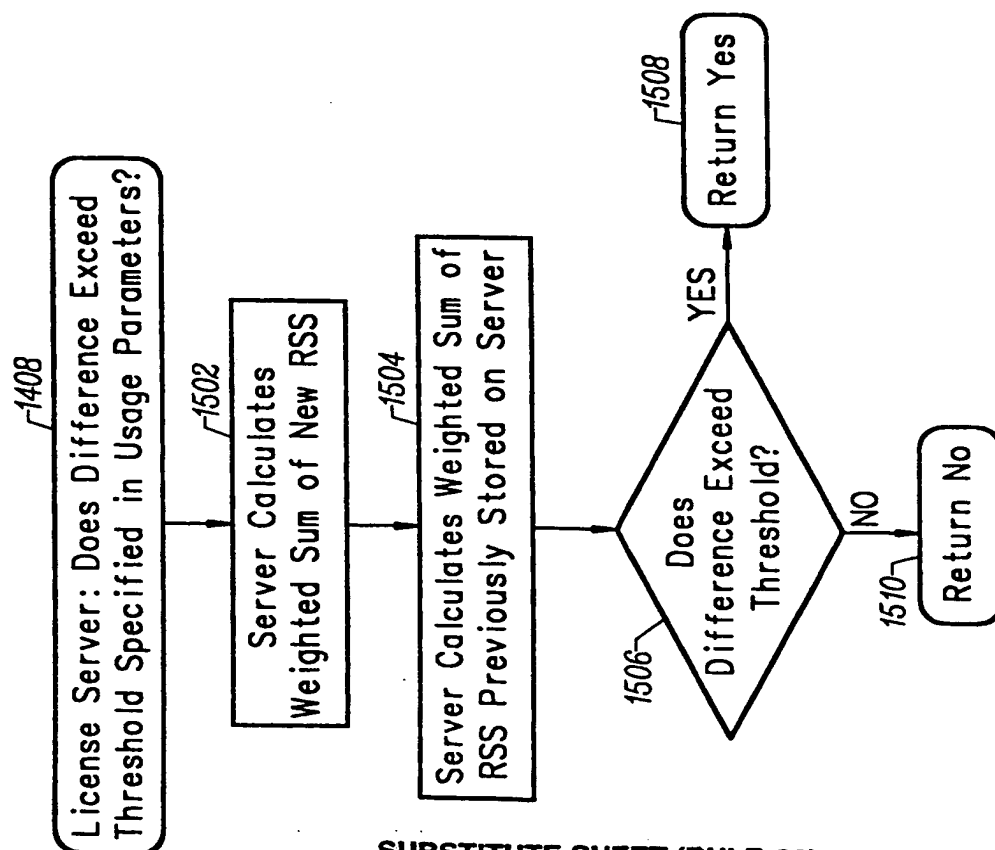 1408
License Server: Does Difference Exceed
Threshold Specified in Usage Parameters?
1502
Server Calculates
Weighted Sum of New RSS
1504
Server Calculates Weighted Sum of
RSS Previously Stored on Server
1506
Does
Difference Exceed
Threshold?
YES
1508
Return Yes
NO
1510
Return No
SUBSTITUTE SHEET